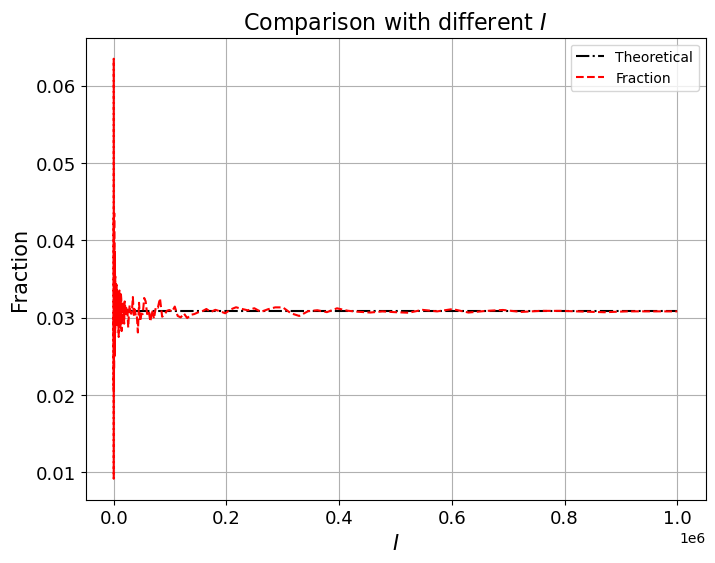 Comparison with different I
Theoretical
Fraction
Fraction
0.06
0.05
0.04
0.03
0.02
0.01
0.0 0.2 0.4 0.6 0.8 1.0
1e6
I